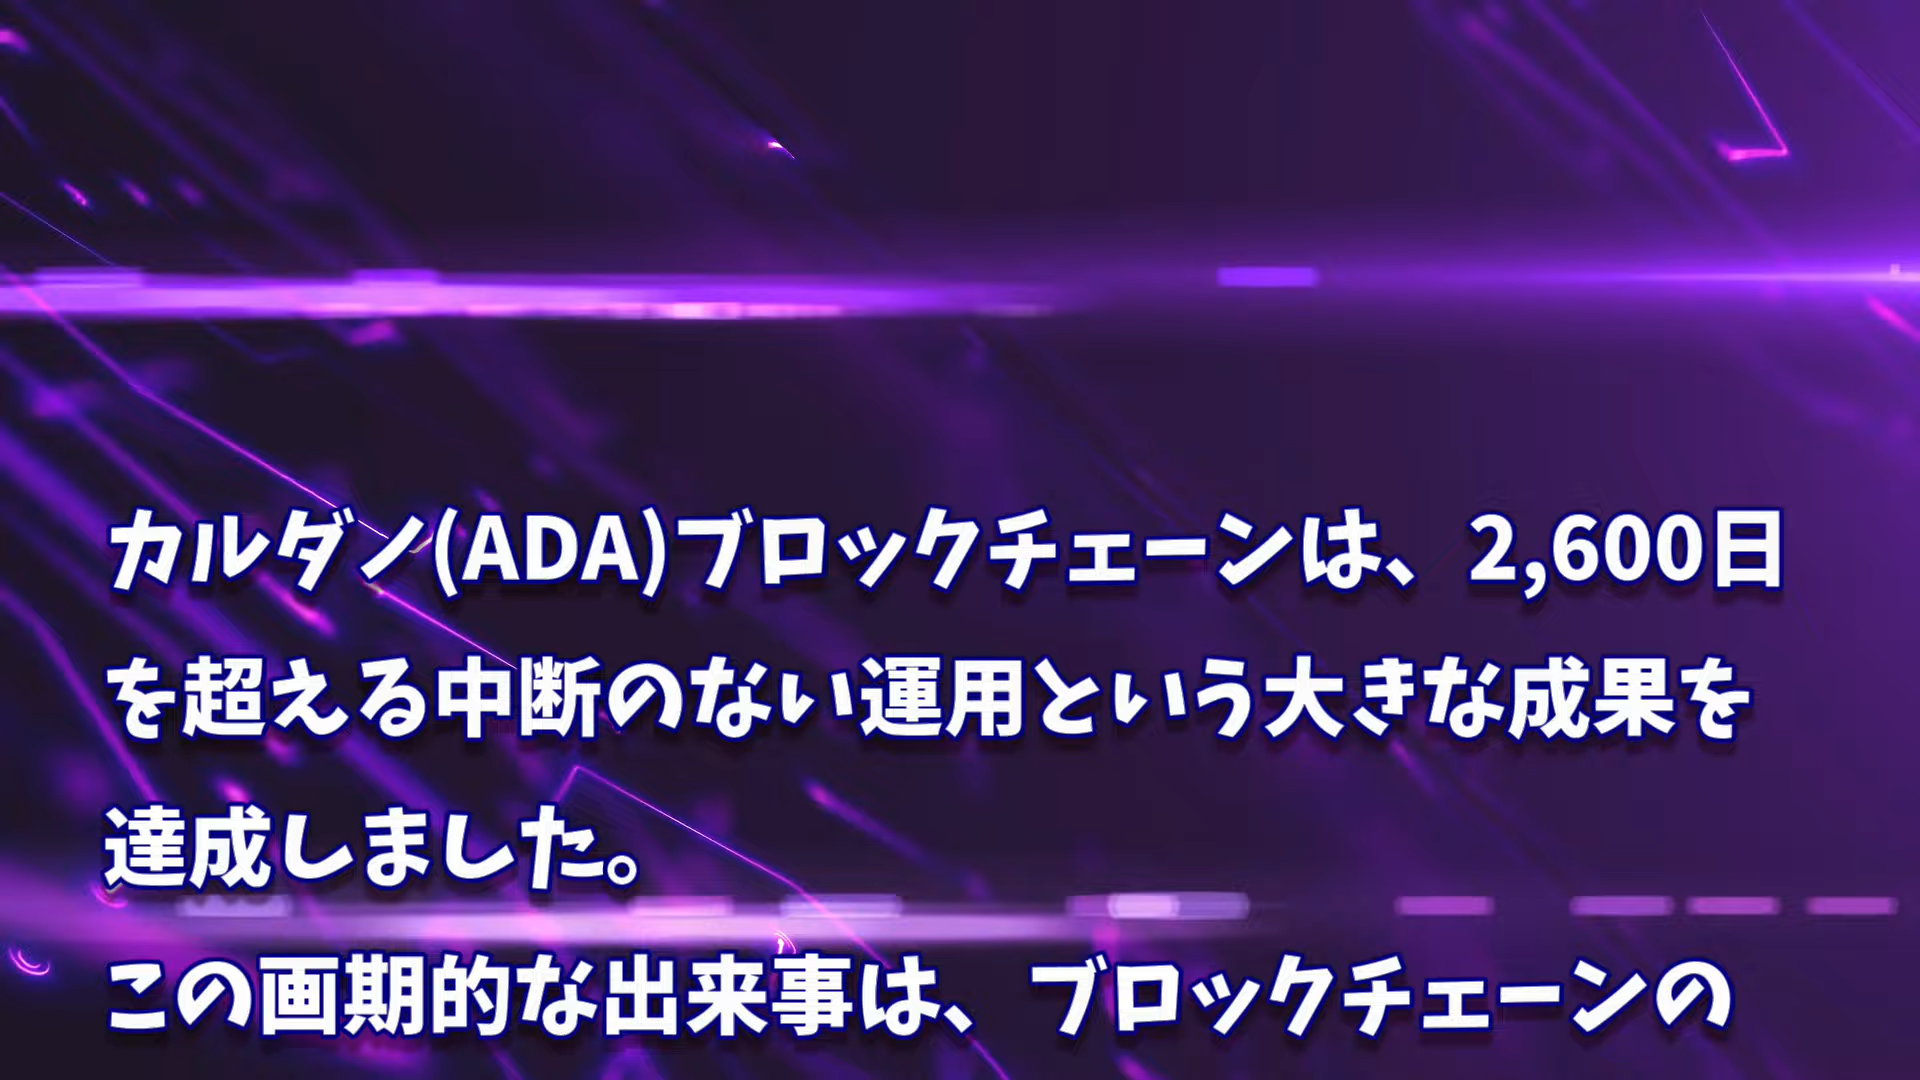 カルダノ(ADA)ブロックチェーンは、2,600日
を超える中断のない運用という大きな成果を
達成しました。
この画期的な出来事は、ブロックチェーンの